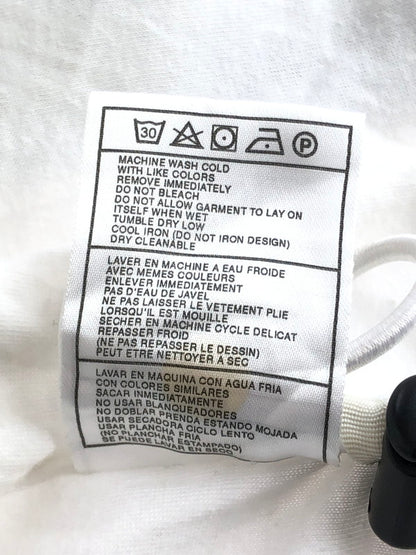 30 P
MACHINE WASH COLD
WITH LIKE COLORS
REMOVE IMMEDIATELY
DO NOT BLEACH
DO NOT ALLOW GARMENT TO LAY ON
ITSELF WHEN WET
TUMBLE DRY LOW
COOL IRON (DO NOT IRON DESIGN)
DRY CLEANABLE
LAVER EN MACHINE A EAU FROIDE
AVEC MEMES COULEURS
ENLEVER IMMEDIATEMENT
PAS D'EAU DE JAVEL
NE PAS LAISSER LE VETEMENT PLIE
LORSQU'IL EST MOUILLE
SECHER EN MACHINE CYCLE DELICAT
REPASSER FROID
(NE PAS REPASSER LE DESSIN)
PEUT ÊTRE NETTOYER A SEC
LAVAR EN MAQUINA CON AGUA FRIA
CON COLORES SIMILARES
SACAR INMEDIATAMENTE
NO USAR BLANQUEADORES
NO DOBLAR PRENDA ESTANDO MOJADA
USAR SECADORA CICLO LENTO
USAR PLANCHA FRIA
(NO PLANCHAR ESTAMPADO)
SE PUEDE LAVAR EN SECO